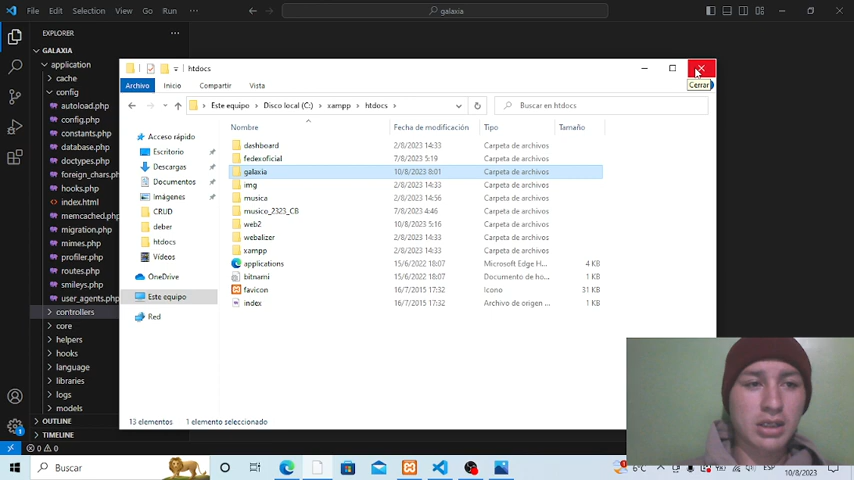 File Edit Selection View Go Run ···
galaxia
EXPLORER ···
GALAXIA
application
cache
config
autoload.php
config.php
constants.php
database.php
doctypes.php
foreign_chars.ph
hooks.php
index.html
memcached.php
migration.php
mimes.php
profiler.php
routes.php
smileys.php
user_agents.php
controllers
core
helpers
hooks
language
libraries
logs
models
OUTLINE
TIMELINE
0 0
htdocs
Cerrar
Archivo Inicio Compartir Vista
Este equipo > Disco local (C:) > xampp > htdocs >
Buscar en htdocs
Acceso rápido
Escritorio
Descargas
Documentos
Imágenes
CRUD
deber
htdocs
Vídeos
OneDrive
Este equipo
Red
Nombre Fecha de modificación Tipo Tamaño
dashboard 2/8/2023 14:33 Carpeta de archivos
fedexoficial 7/8/2023 5:19 Carpeta de archivos
galaxia 10/8/2023 8:01 Carpeta de archivos
img 2/8/2023 14:33 Carpeta de archivos
musica 2/8/2023 14:56 Carpeta de archivos
musico_2323_CB 7/8/2023 4:46 Carpeta de archivos
web2 10/8/2023 5:16 Carpeta de archivos
webalizer 2/8/2023 14:33 Carpeta de archivos
xampp 2/8/2023 14:33 Carpeta de archivos
applications 15/6/2022 18:07 Microsoft Edge H... 4 KB
bitnami 15/6/2022 18:07 Documento de ho... 1 KB
favicon 16/7/2015 17:32 Icono 31 KB
index 16/7/2015 17:32 Archivo de origen ... 1 KB
13 elementos 1 elemento seleccionado
Buscar
6°C
ESP
10/8/2023